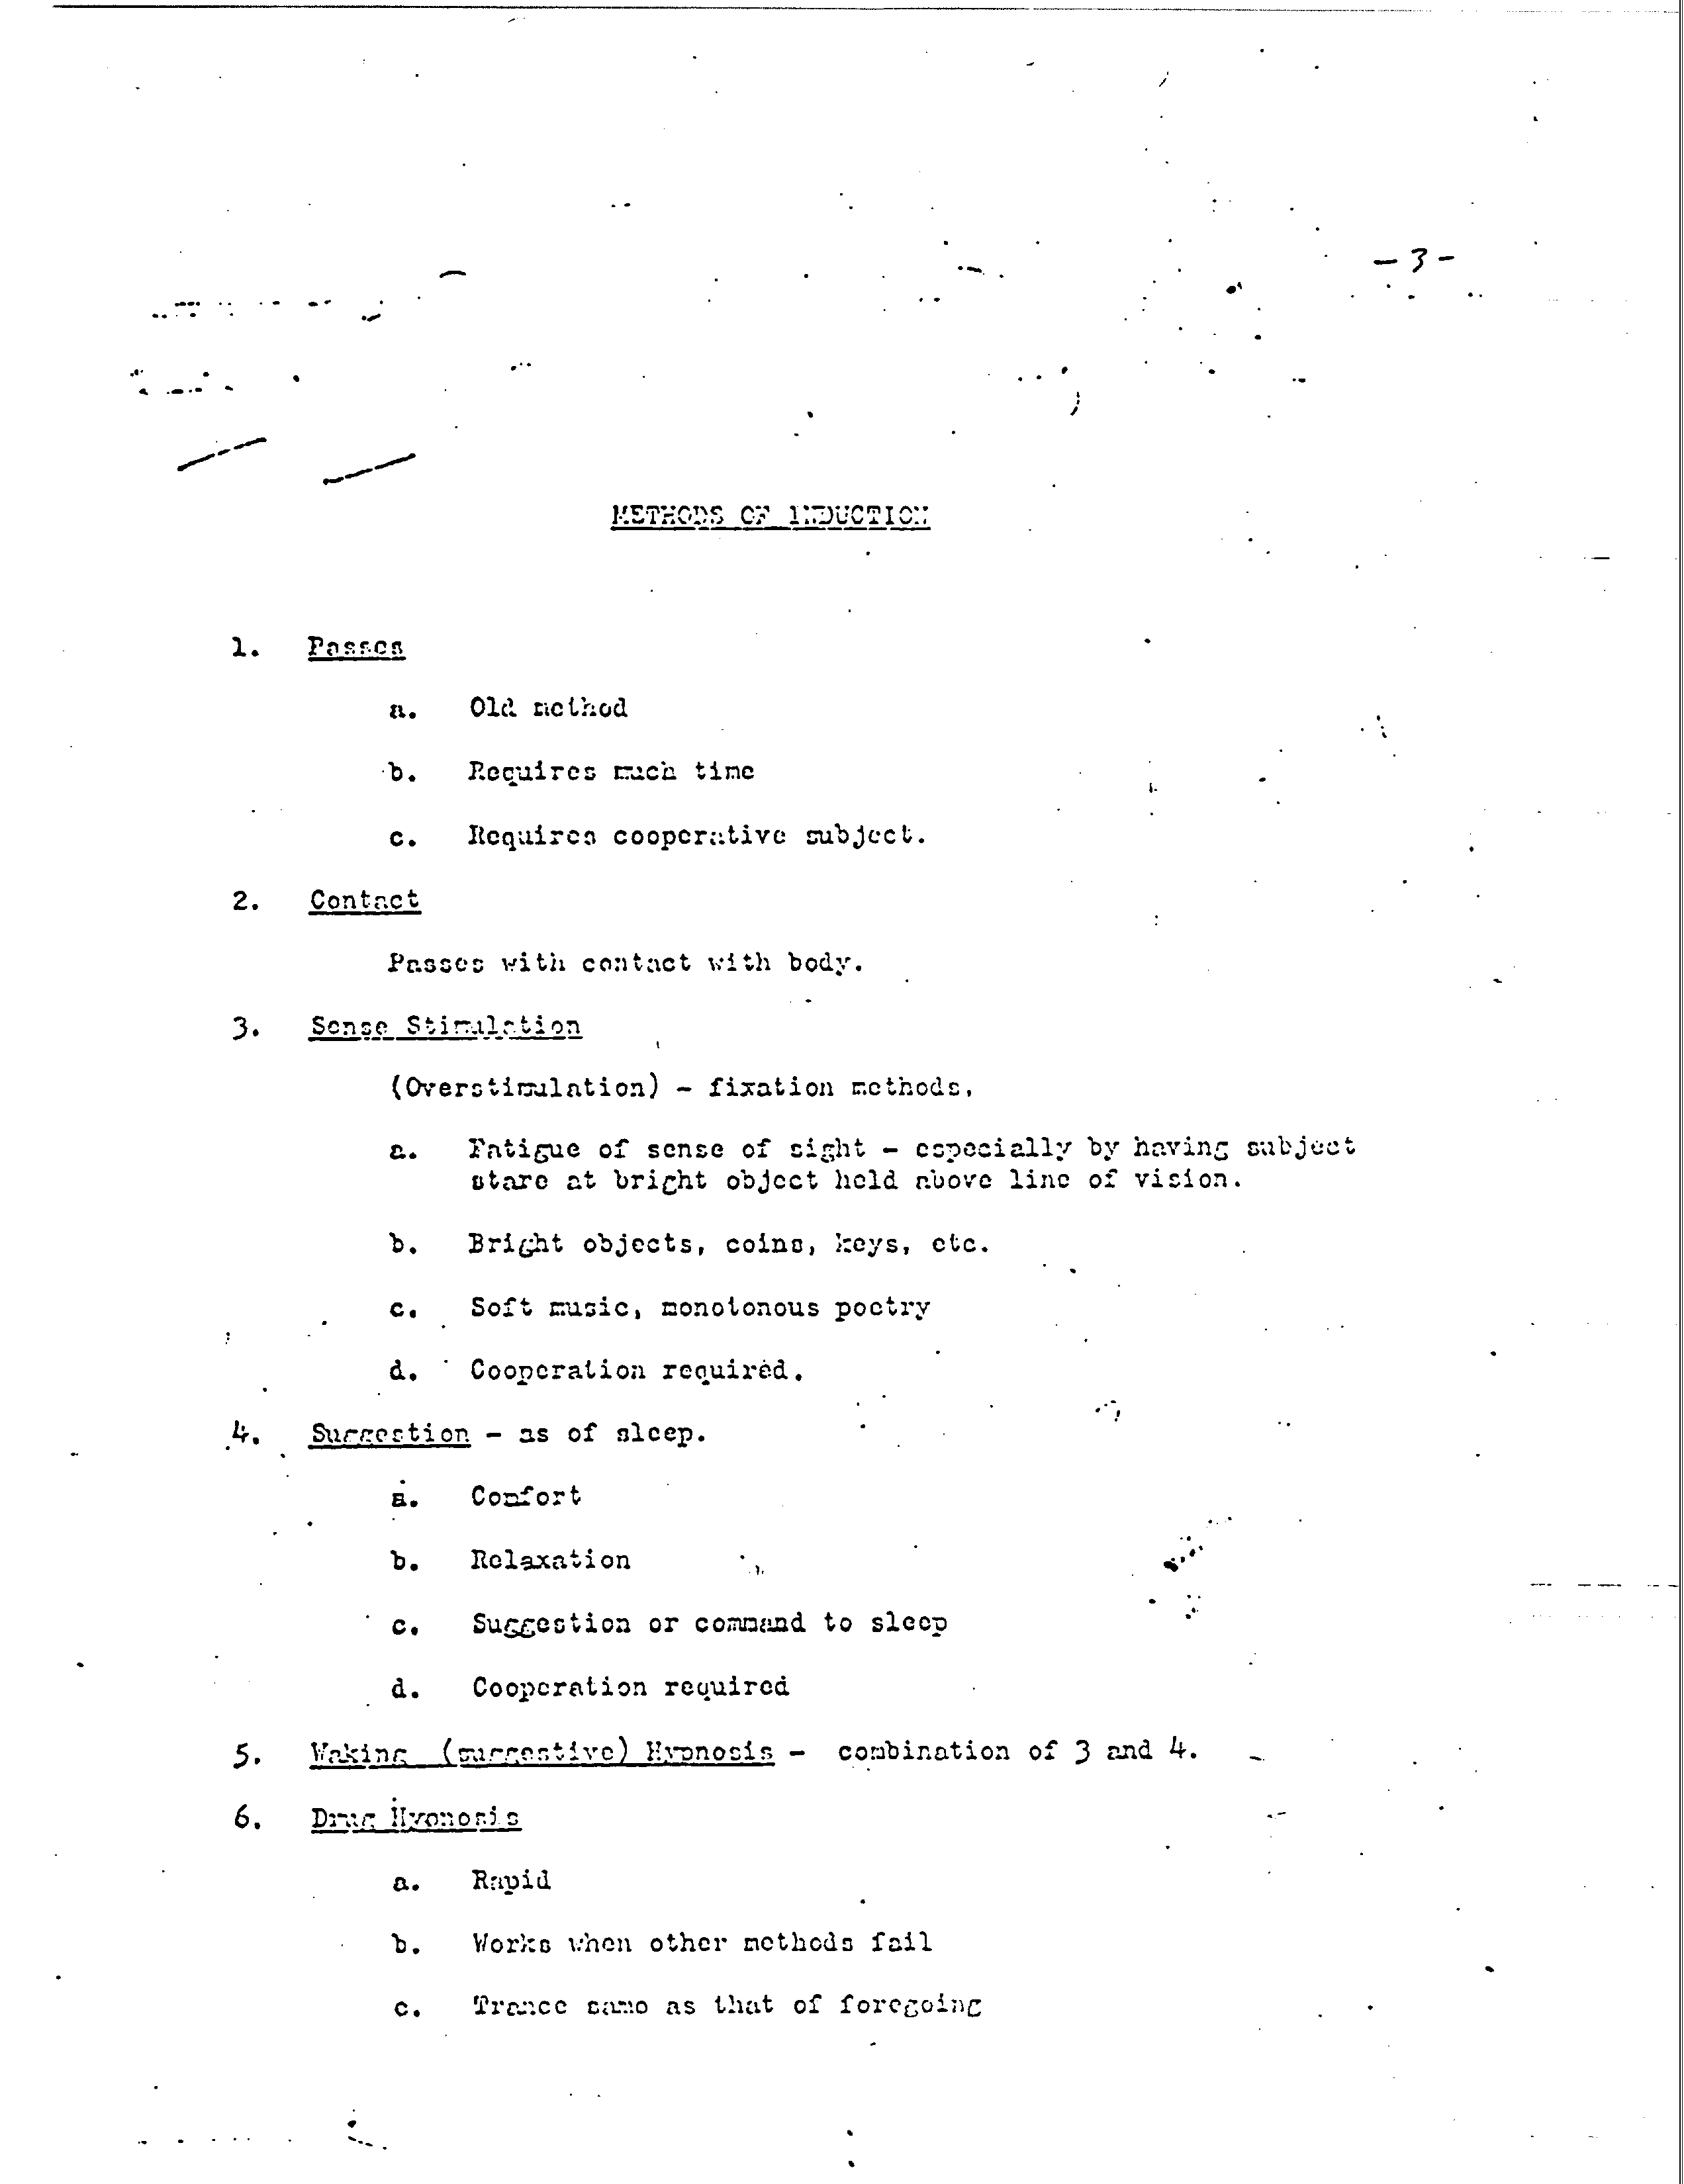 - 3 -
METHODS OF INDUCTION
1. Passes
a. Old method
b. Requires much time
c. Requires cooperative subject.
2. Contact
Passes with contact with body.
3. Sense Stimulation
(Overstimulation) - fixation methods.
a. Fatigue of sense of sight - especially by having subject
stare at bright object held above line of vision.
b. Bright objects, coins, keys, etc.
c. Soft music, monotonous poetry
d. Cooperation required.
4. Suggestion - as of sleep.
a. Comfort
b. Relaxation
c. Suggestion or command to sleep
d. Cooperation required
5. Waking (suggestive) Hypnosis - combination of 3 and 4.
6. Drug Hypnosis
a. Rapid
b. Works when other methods fail
c. Trance same as that of foregoing